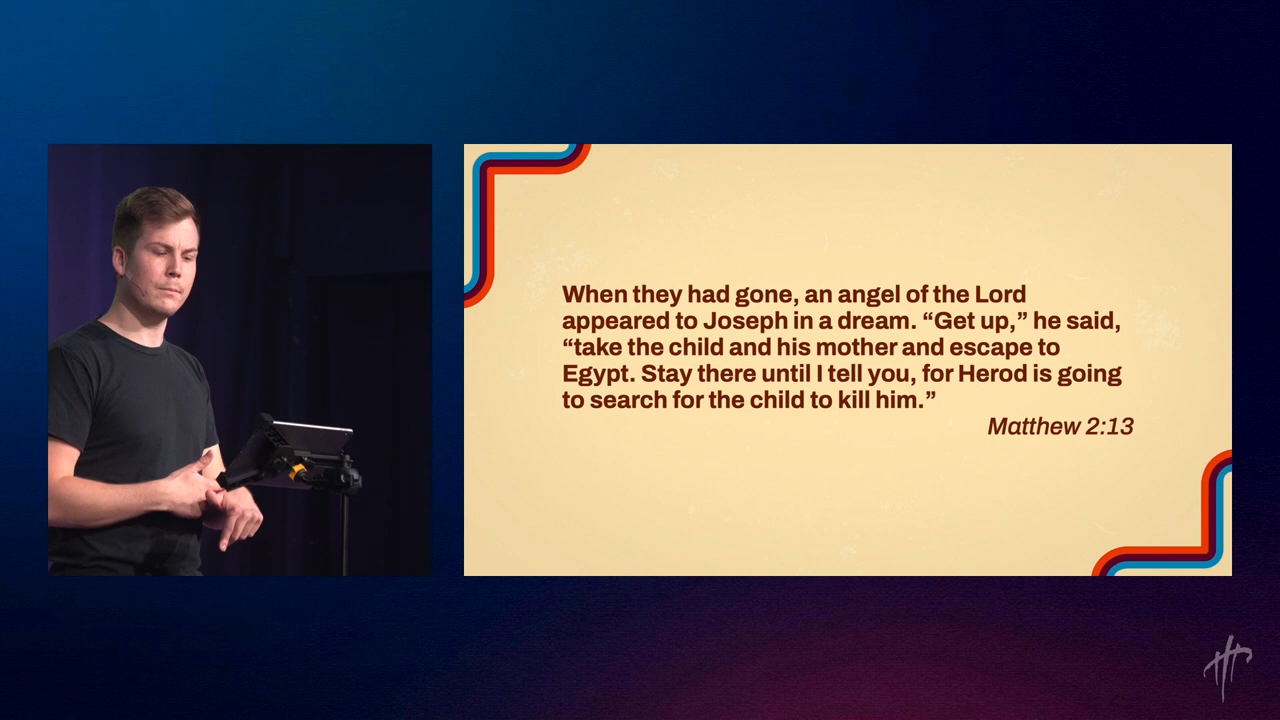 When they had gone, an angel of the Lord
appeared to Joseph in a dream. “Get up,” he said,
“take the child and his mother and escape to
Egypt. Stay there until I tell you, for Herod is going
to search for the child to kill him.”
Matthew 2:13